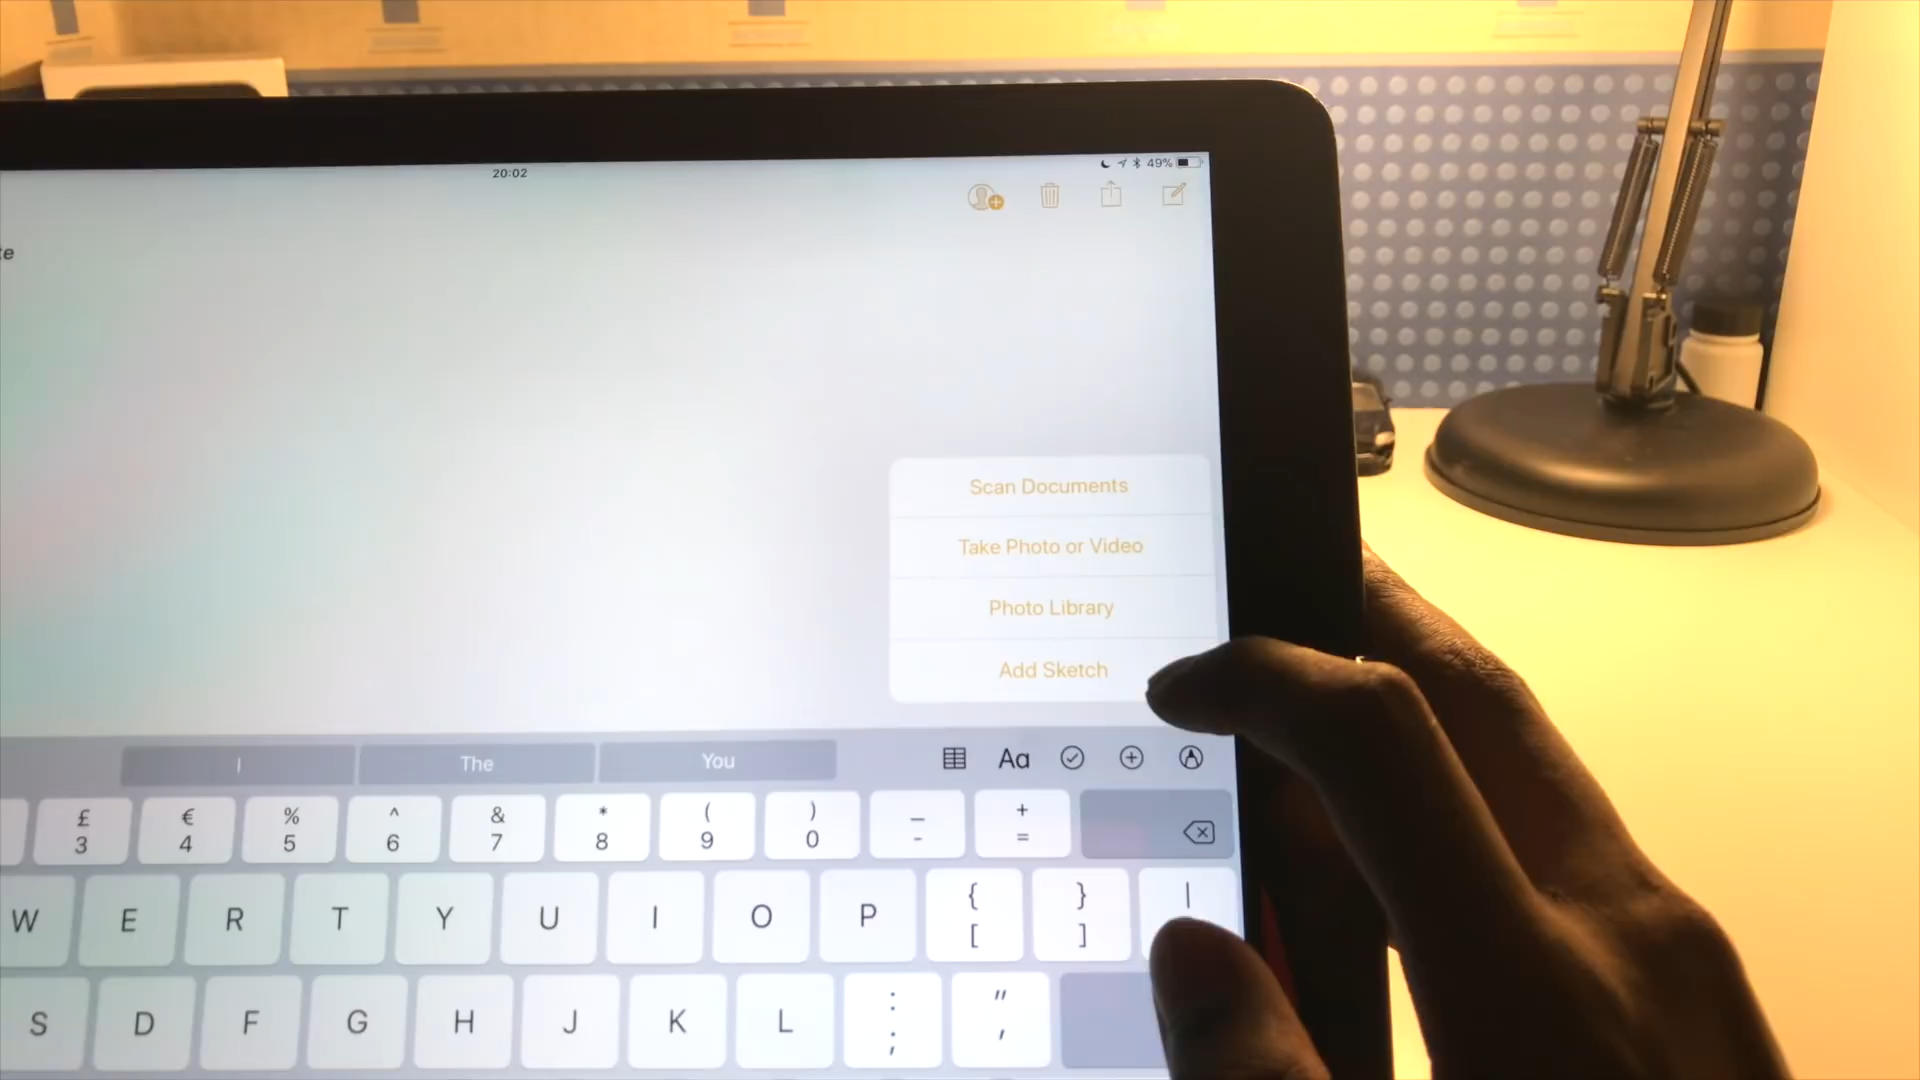 20:02
49%
te
Scan Documents
Take Photo or Video
Photo Library
Add Sketch
I The You Aa
£ € % ^ & * ( ) _ +
3 4 5 6 7 8 9 0 - =
W E R T Y U I O P { } |
[ ]
S D F G H J K L : "
; '